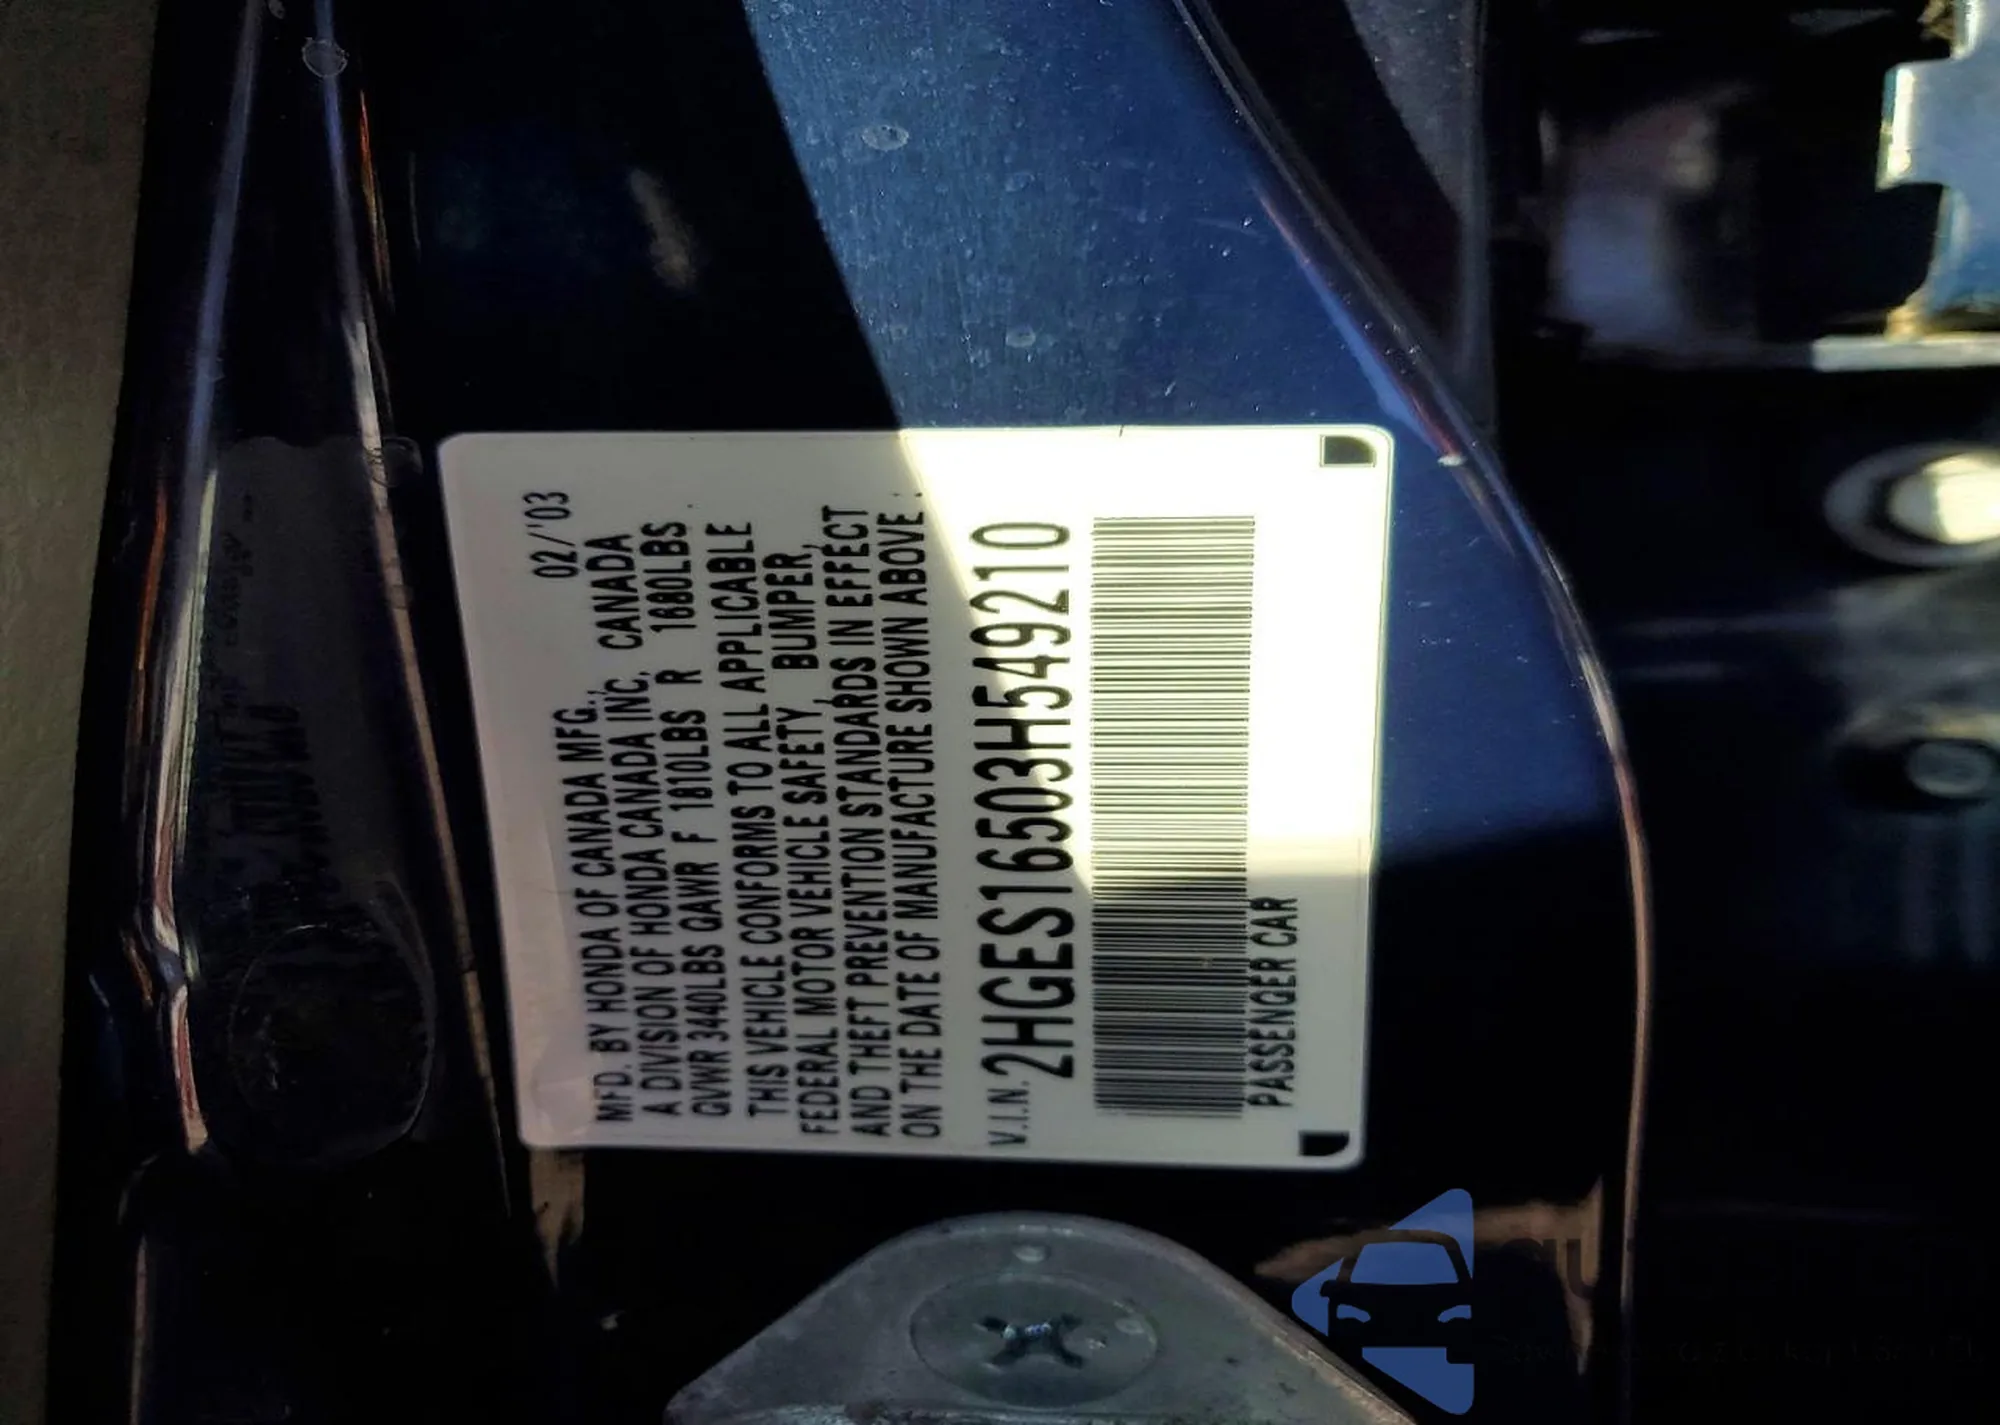 02/'03
MFD. BY HONDA OF CANADA MFG.,
A DIVISION OF HONDA CANADA INC. CANADA
GVWR 3440LBS GAWR F 1810LBS R 1680LBS
THIS VEHICLE CONFORMS TO ALL APPLICABLE
FEDERAL MOTOR VEHICLE SAFETY, BUMPER,
AND THEFT PREVENTION STANDARDS IN EFFECT
ON THE DATE OF MANUFACTURE SHOWN ABOVE.
V.I.N. 2HGES16503H549210
PASSENGER CAR